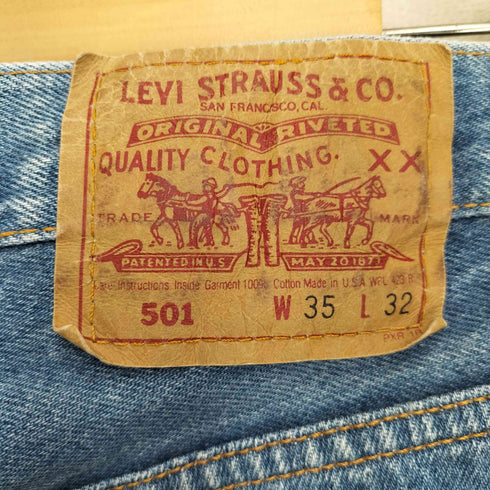 LEVI STRAUSS & CO.
SAN FRANCISCO, CAL.
ORIGINAL RIVETED
QUALITY CLOTHING. XX
TRADE MARK
PATENTED IN U.S. MAY 20 1873
Care Instructions Inside Garment 100% Cotton Made in U.S.A WPL 423
501 W 35 L 32
PXR